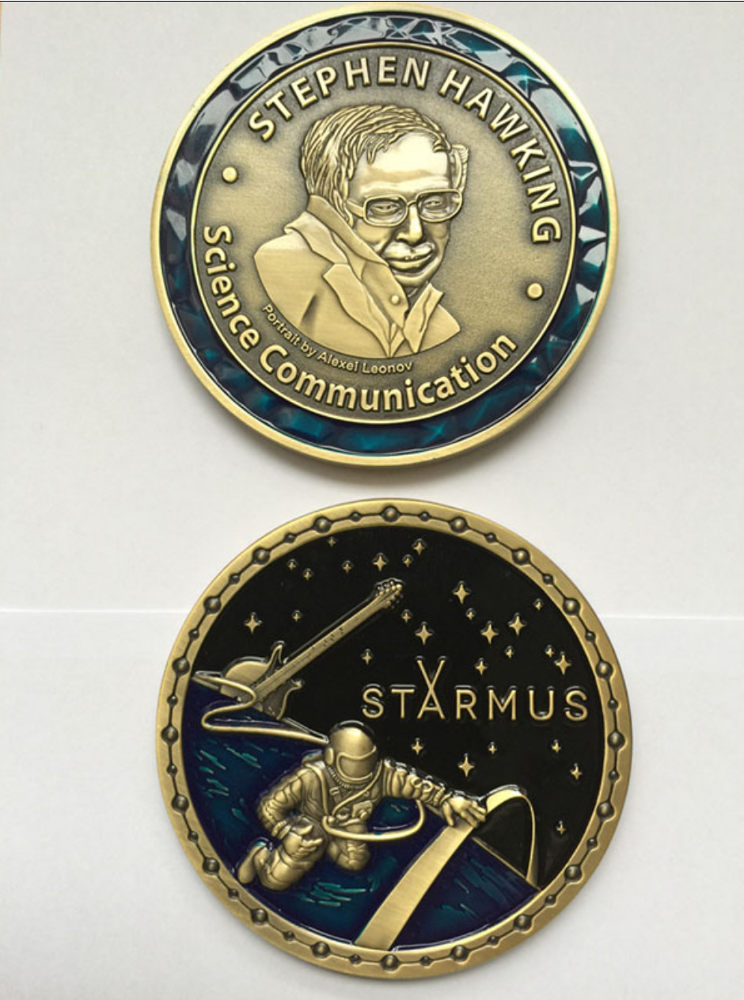 STEPHEN HAWKING
Portrait by Alexei Leonov
Science Communication
STARMUS